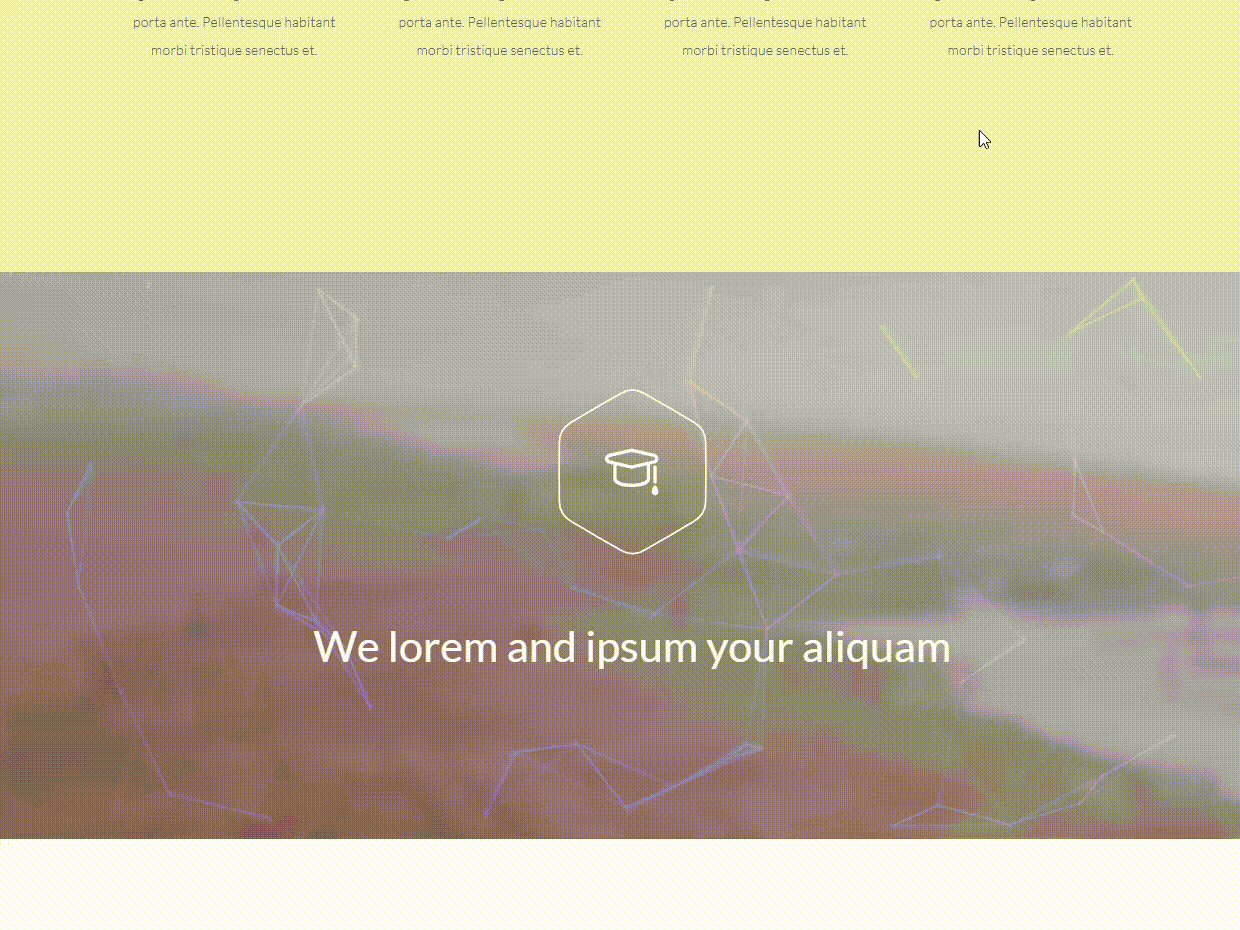 porta ante. Pellentesque habitant porta ante. Pellentesque habitant porta ante. Pellentesque habitant porta ante. Pellentesque habitant
morbi tristique senectus et. morbi tristique senectus et. morbi tristique senectus et. morbi tristique senectus et.
We lorem and ipsum your aliquam